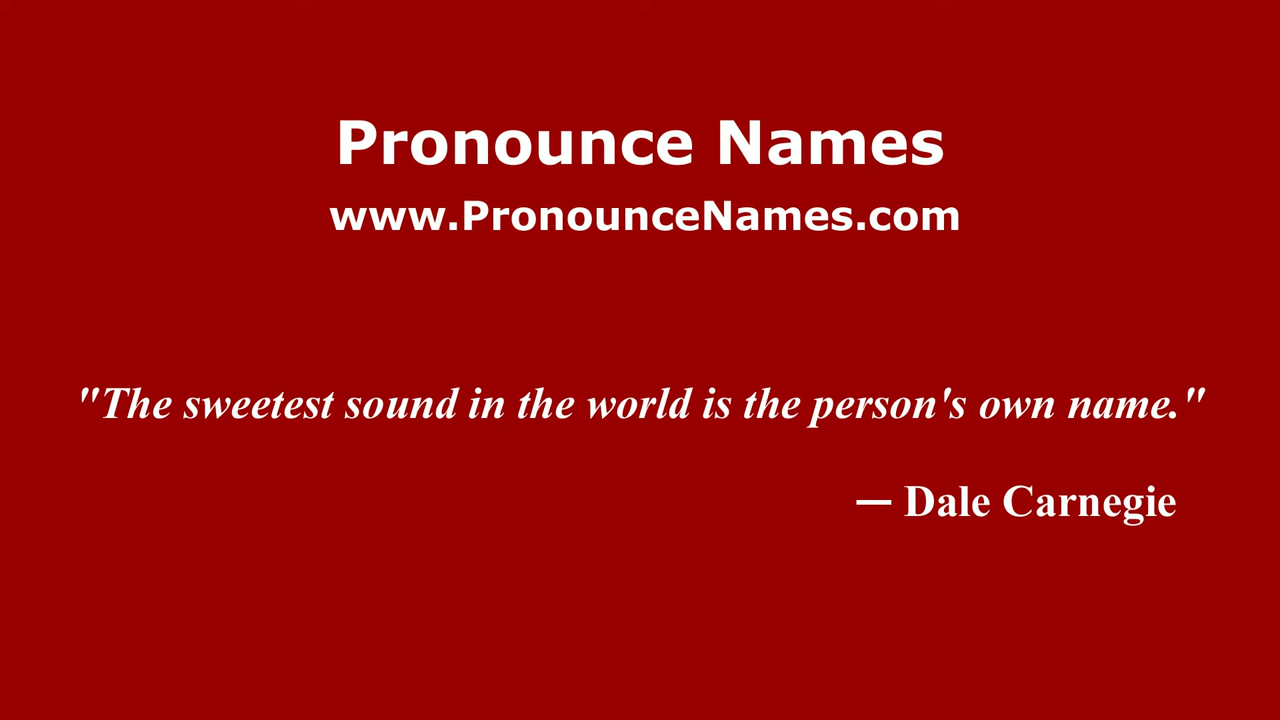 Pronounce Names
www.PronounceNames.com
"The sweetest sound in the world is the person's own name."
— Dale Carnegie